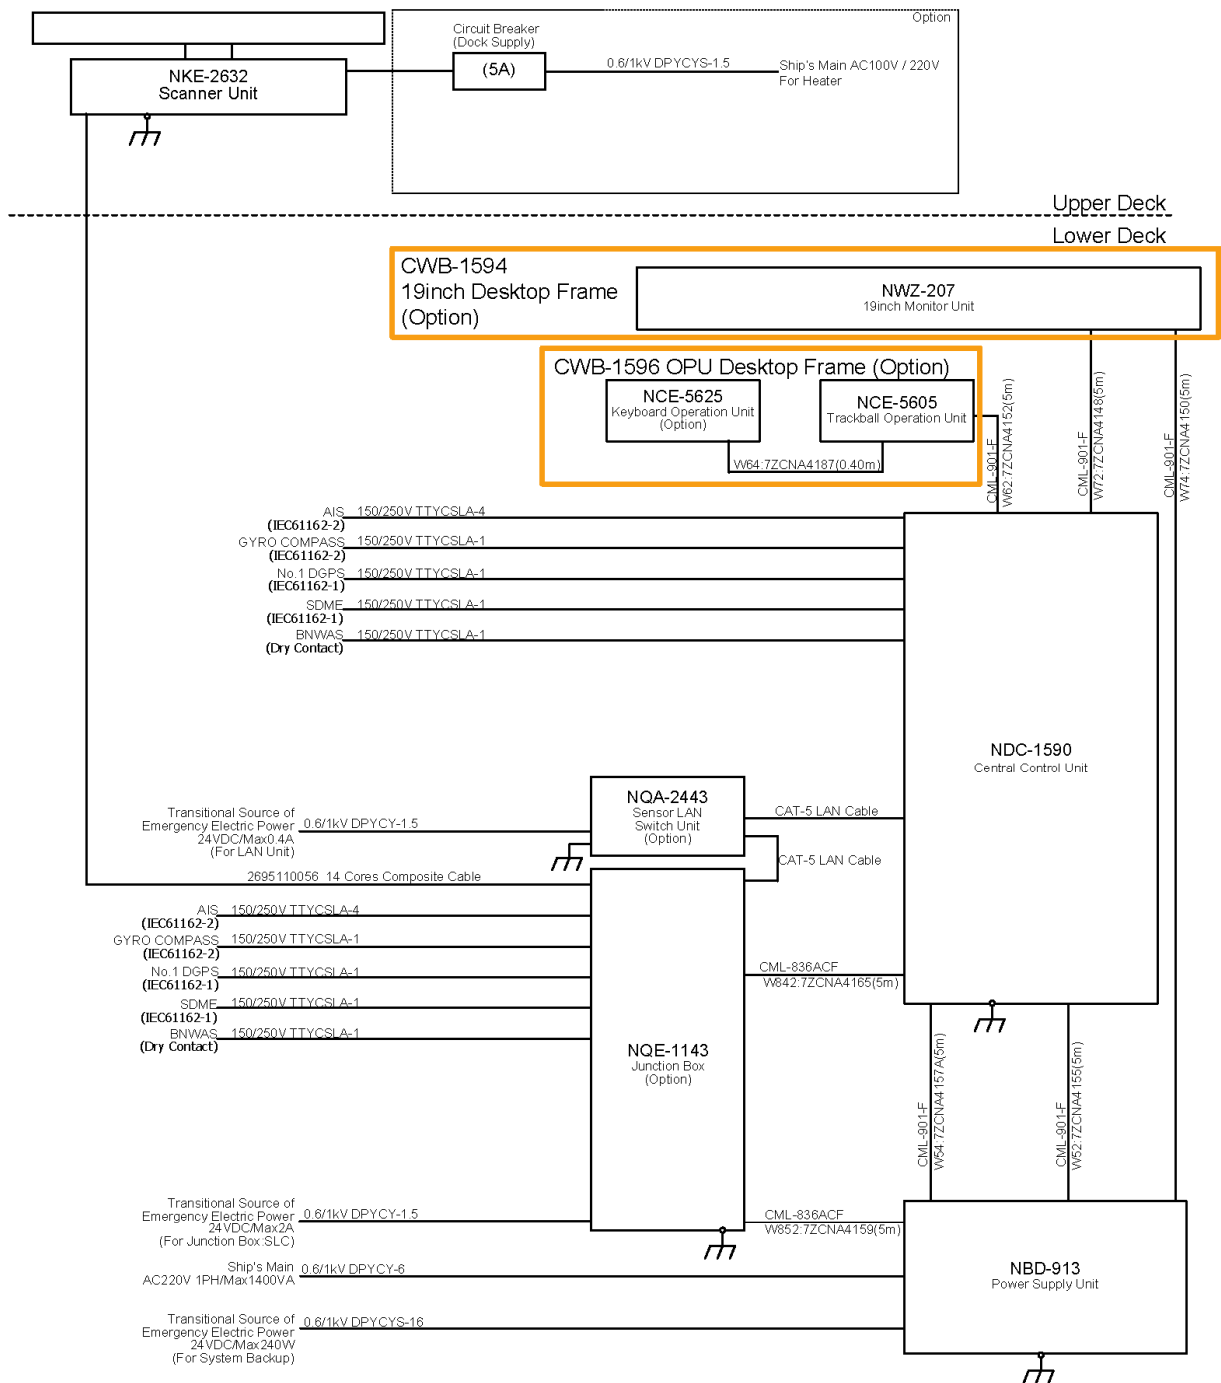 Option
Circuit Breaker
(Dock Supply)
(5A)
0.6/1kV DPYCYS-1.5
Ship's Main AC100V / 220V
For Heater
NKE-2632
Scanner Unit
Upper Deck
Lower Deck
CWB-1594
19inch Desktop Frame
(Option)
NWZ-207
19inch Monitor Unit
CWB-1596 OPU Desktop Frame (Option)
NCE-5625
Keyboard Operation Unit
(Option)
NCE-5605
Trackball Operation Unit
W64:7ZCNA4187(0.40m)
CML-901-F
W62:7ZCNA4152(5m)
CML-901-F
W72:7ZCNA4148(5m)
CML-901-F
W74:7ZCNA4150(5m)
AIS 150/250V TTYCSLA-4
(IEC61162-2)
GYRO COMPASS 150/250V TTYCSLA-1
(IEC61162-2)
No.1 DGPS 150/250V TTYCSLA-1
(IEC61162-1)
SDME 150/250V TTYCSLA-1
(IEC61162-1)
BNWAS 150/250V TTYCSLA-1
(Dry Contact)
NDC-1590
Central Control Unit
NQA-2443
Sensor LAN
Switch Unit
(Option)
CAT-5 LAN Cable
CAT-5 LAN Cable
Transitional Source of
Emergency Electric Power 0.6/1kV DPYCY-1.5
24VDC/Max0.4A
(For LAN Unit)
2695110056 14 Cores Composite Cable
AIS 150/250V TTYCSLA-4
(IEC61162-2)
GYRO COMPASS 150/250V TTYCSLA-1
(IEC61162-2)
No.1 DGPS 150/250V TTYCSLA-1
(IEC61162-1)
SDME 150/250V TTYCSLA-1
(IEC61162-1)
BNWAS 150/250V TTYCSLA-1
(Dry Contact)
CML-836ACF
W842:7ZCNA4165(5m)
NQE-1143
Junction Box
(Option)
CML-901-F
W54:7ZCNA4157A(5m)
CML-901-F
W52:7ZCNA4155(5m)
Transitional Source of
Emergency Electric Power 0.6/1kV DPYCY-1.5
24VDC/Max2A
(For Junction Box:SLC)
CML-836ACF
W852:7ZCNA4159(5m)
Ship's Main 0.6/1kV DPYCY-6
AC220V 1PH/Max1400VA
NBD-913
Power Supply Unit
Transitional Source of 0.6/1kV DPYCYS-16
Emergency Electric Power
24VDC/Max240W
(For System Backup)